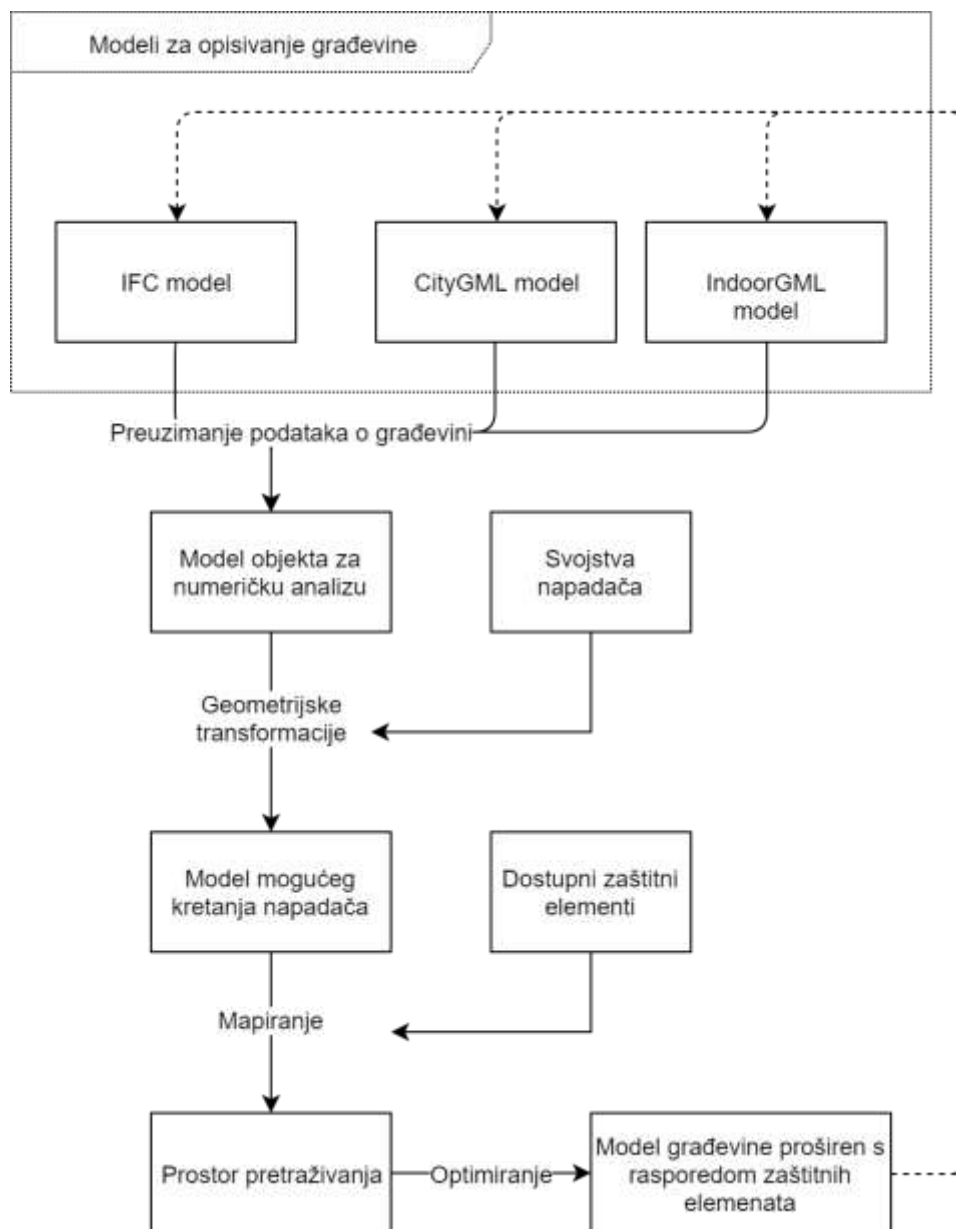 Modeli za opisivanje građevine
IFC model
CityGML model
IndoorGML
model
Preuzimanje podataka o građevini
Model objekta za
numeričku analizu
Svojstva
napadača
Geometrijske
transformacije
Model mogućeg
kretanja napadača
Dostupni zaštitni
elementi
Mapiranje
Prostor pretraživanja
Optimiranje
Model građevine proširen s
rasporedom zaštitnih
elemenata